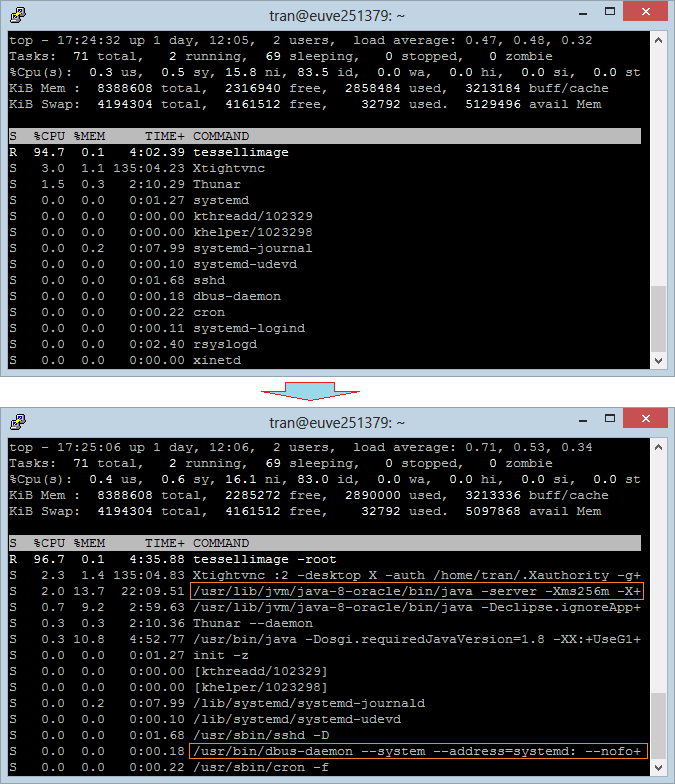 tran@euve251379: ~
top - 17:24:32 up 1 day, 12:05,  2 users,  load average: 0.47, 0.48, 0.32
Tasks:  71 total,   2 running,  69 sleeping,   0 stopped,   0 zombie
%Cpu(s):  0.3 us,  0.5 sy, 15.8 ni, 83.5 id,  0.0 wa,  0.0 hi,  0.0 si,  0.0 st
KiB Mem :  8388608 total,  2316940 free,  2858484 used,  3213184 buff/cache
KiB Swap:  4194304 total,  4161512 free,    32792 used.  5129496 avail Mem
S  %CPU %MEM     TIME+ COMMAND
R  94.7  0.1   4:02.39 tessellimage
S   3.0  1.1 135:04.23 Xtightvnc
S   1.5  0.3   2:10.29 Thunar
S   0.0  0.0   0:01.27 systemd
S   0.0  0.0   0:00.00 kthreadd/102329
S   0.0  0.0   0:00.00 khelper/1023298
S   0.0  0.2   0:07.99 systemd-journal
S   0.0  0.0   0:00.10 systemd-udevd
S   0.0  0.0   0:01.68 sshd
S   0.0  0.0   0:00.18 dbus-daemon
S   0.0  0.0   0:00.22 cron
S   0.0  0.0   0:00.11 systemd-logind
S   0.0  0.0   0:02.40 rsyslogd
S   0.0  0.0   0:00.00 xinetd
tran@euve251379: ~
top - 17:25:06 up 1 day, 12:06,  2 users,  load average: 0.71, 0.53, 0.34
Tasks:  71 total,   2 running,  69 sleeping,   0 stopped,   0 zombie
%Cpu(s):  0.4 us,  0.6 sy, 16.1 ni, 83.0 id,  0.0 wa,  0.0 hi,  0.0 si,  0.0 st
KiB Mem :  8388608 total,  2285272 free,  2890000 used,  3213336 buff/cache
KiB Swap:  4194304 total,  4161512 free,    32792 used.  5097868 avail Mem
S  %CPU %MEM     TIME+ COMMAND
R  96.7  0.1   4:35.88 tessellimage -root
S   2.3  1.4 135:04.83 Xtightvnc :2 -desktop X -auth /home/tran/.Xauthority -g+
S   2.0 13.7  22:09.51 /usr/lib/jvm/java-8-oracle/bin/java -server -Xms256m -X+
S   0.7  9.2   2:59.63 /usr/lib/jvm/java-8-oracle/bin/java -Declipse.ignoreApp+
S   0.3  0.3   2:10.36 Thunar --daemon
S   0.3 10.8   4:52.77 /usr/bin/java -Dosgi.requiredJavaVersion=1.8 -XX:+UseG1+
S   0.0  0.0   0:01.27 init -z
S   0.0  0.0   0:00.00 [kthreadd/102329]
S   0.0  0.0   0:00.00 [khelper/1023298]
S   0.0  0.2   0:07.99 /lib/systemd/systemd-journald
S   0.0  0.0   0:00.10 /lib/systemd/systemd-udevd
S   0.0  0.0   0:01.68 /usr/sbin/sshd -D
S   0.0  0.0   0:00.18 /usr/bin/dbus-daemon --system --address=systemd: --nofo+
S   0.0  0.0   0:00.22 /usr/sbin/cron -f